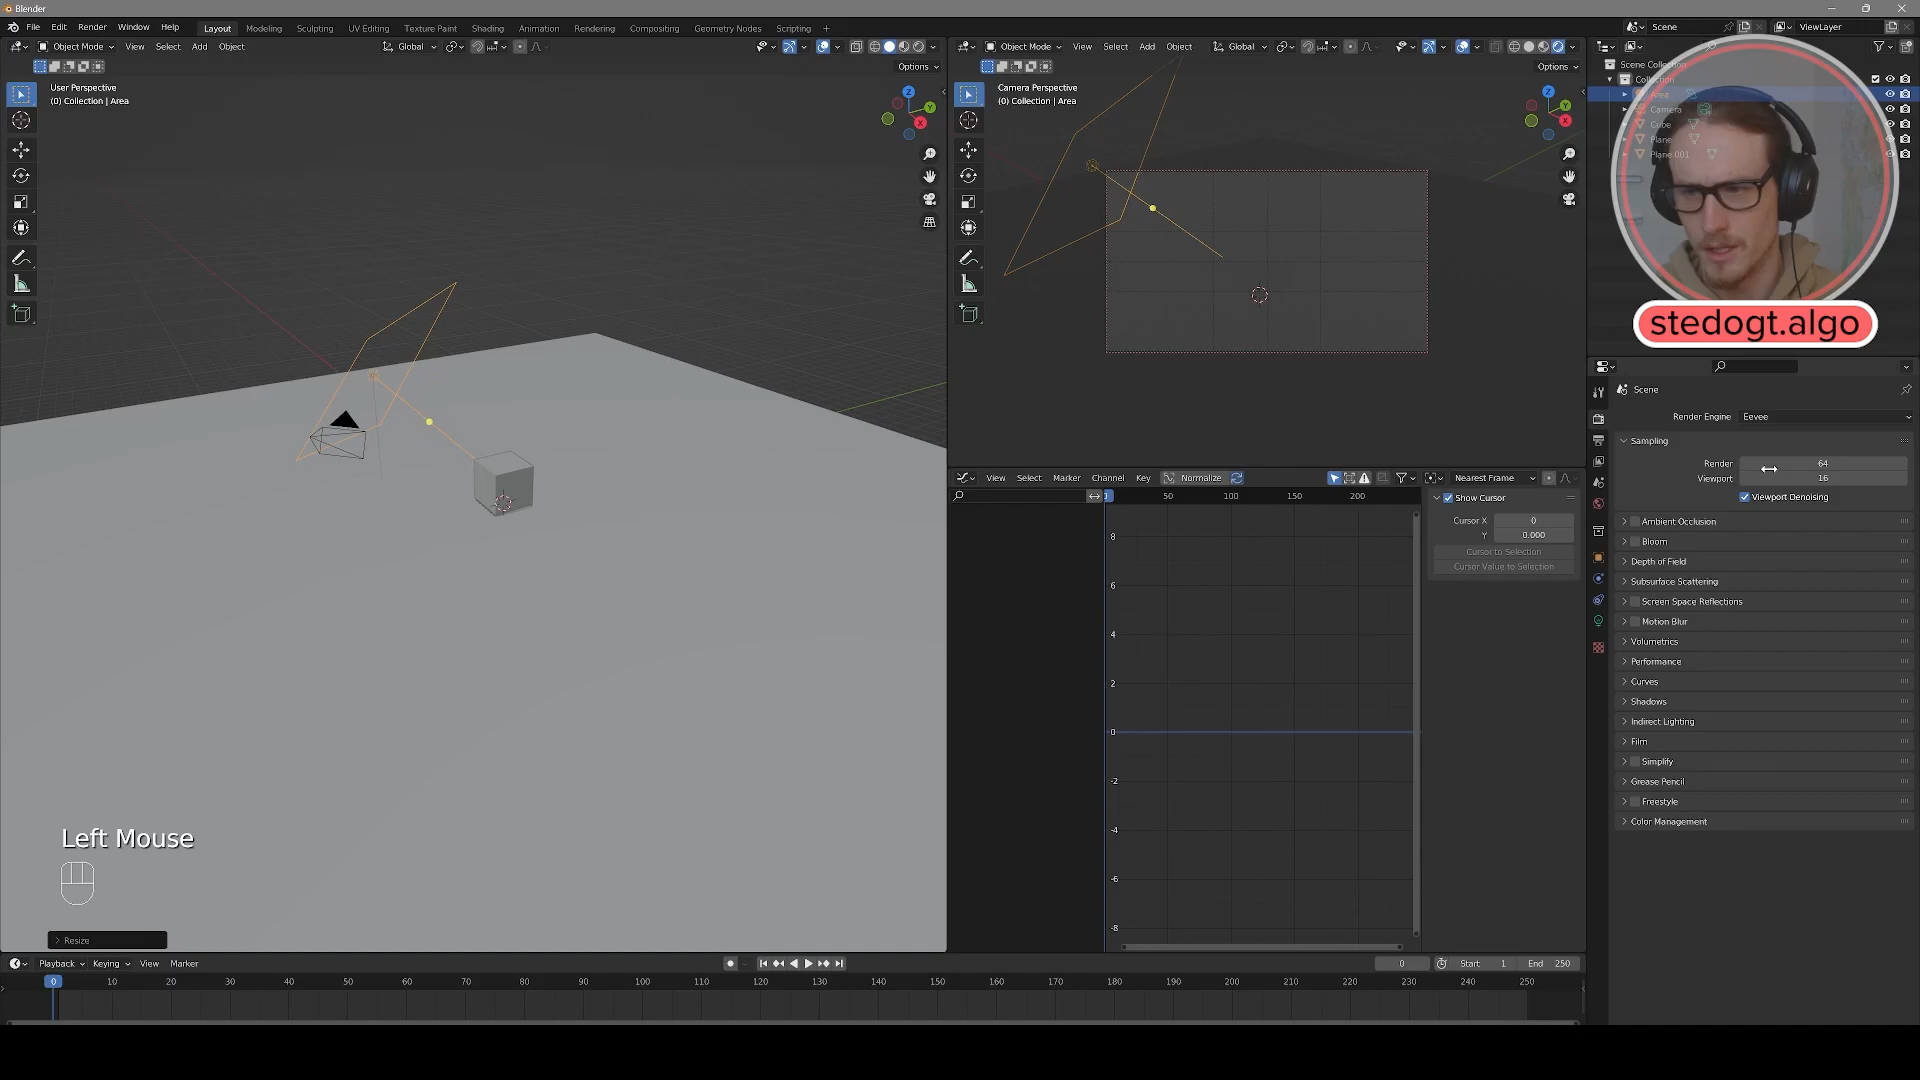 Blender
File Edit Render Window Help
Layout Modeling Sculpting UV Editing Texture Paint Shading Animation Rendering Compositing Geometry Nodes Scripting +
Scene
ViewLayer
Object Mode View Select Add Object
Global
Options
User Perspective
(0) Collection | Area
Z
Y
X
Left Mouse
Resize
Object Mode View Select Add Object
Global
Options
Camera Perspective
(0) Collection | Area
Z
Y
X
View Select Marker Channel Key Normalize
Nearest Frame
50 100 150 200
8
6
4
2
0
-2
-4
-6
-8
Show Cursor
Cursor X 0
Y 0.000
Cursor to Selection
Cursor Value to Selection
Scene Collection
Collection
Area
Camera
Cube
Plane
Plane.001
stedogt.algo
Scene
Render Engine Eevee
Sampling
Render 64
Viewport 16
Viewport Denoising
Ambient Occlusion
Bloom
Depth of Field
Subsurface Scattering
Screen Space Reflections
Motion Blur
Volumetrics
Performance
Curves
Shadows
Indirect Lighting
Film
Simplify
Grease Pencil
Freestyle
Color Management
Playback Keying View Marker
0
Start 1 End 250
0 10 20 30 40 50 60 70 80 90 100 110 120 130 140 150 160 170 180 190 200 210 220 230 240 250